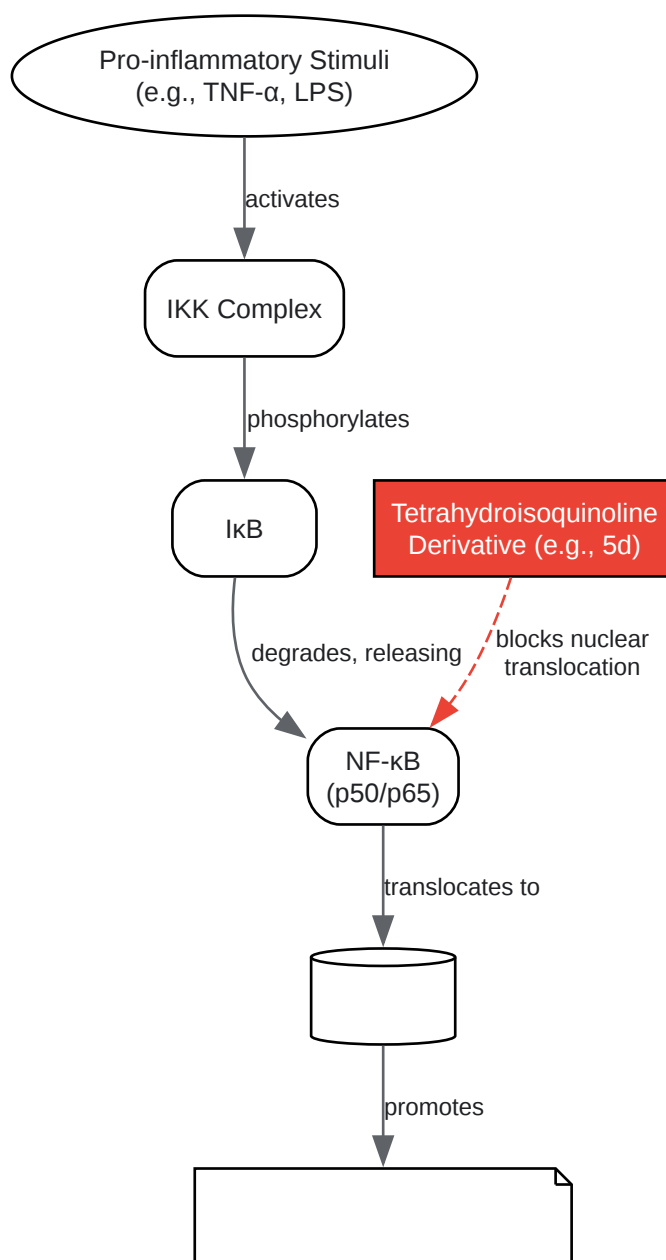 Pro-inflammatory Stimuli
(e.g., TNF-α, LPS)
activates
IKK Complex
phosphorylates
IκB
Tetrahydroisoquinoline
Derivative (e.g., 5d)
degrades, releasing
blocks nuclear
translocation
NF-κB
(p50/p65)
translocates to
promotes